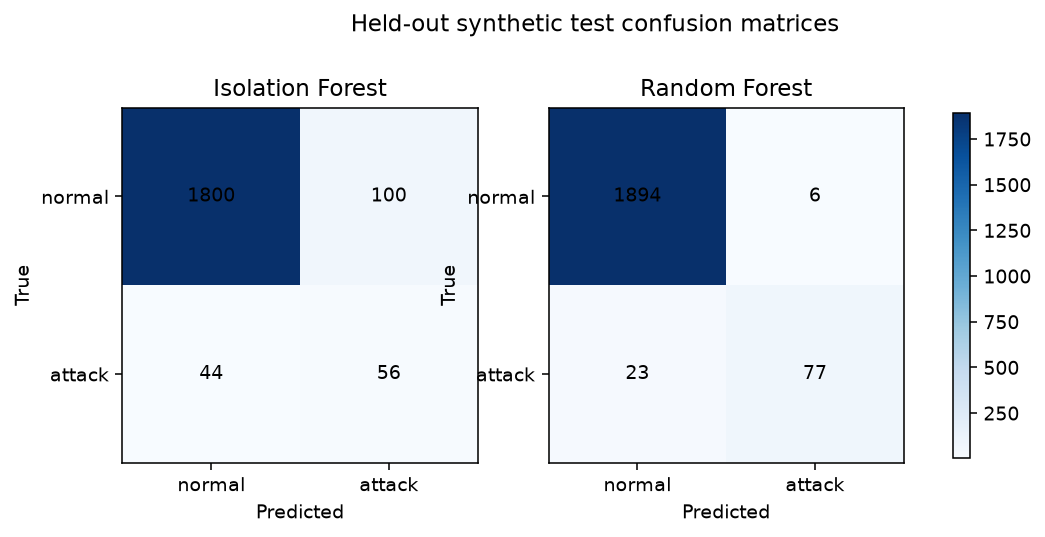 Held-out synthetic test confusion matrices
Isolation Forest
normal
1800
100
True
attack
44
56
normal
attack
Predicted
Random Forest
normal
1894
6
True
attack
23
77
normal
attack
Predicted
1750
1500
1250
1000
750
500
250